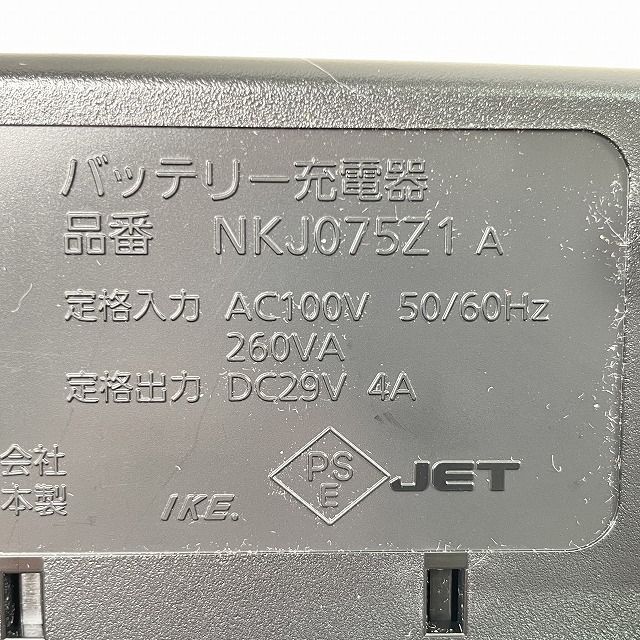 バッテリー充電器
品番 NKJ075Z1 A
定格入力 AC100V 50/60Hz
260VA
定格出力 DC29V 4A
会社
本製
IKE.
PS
E
JET